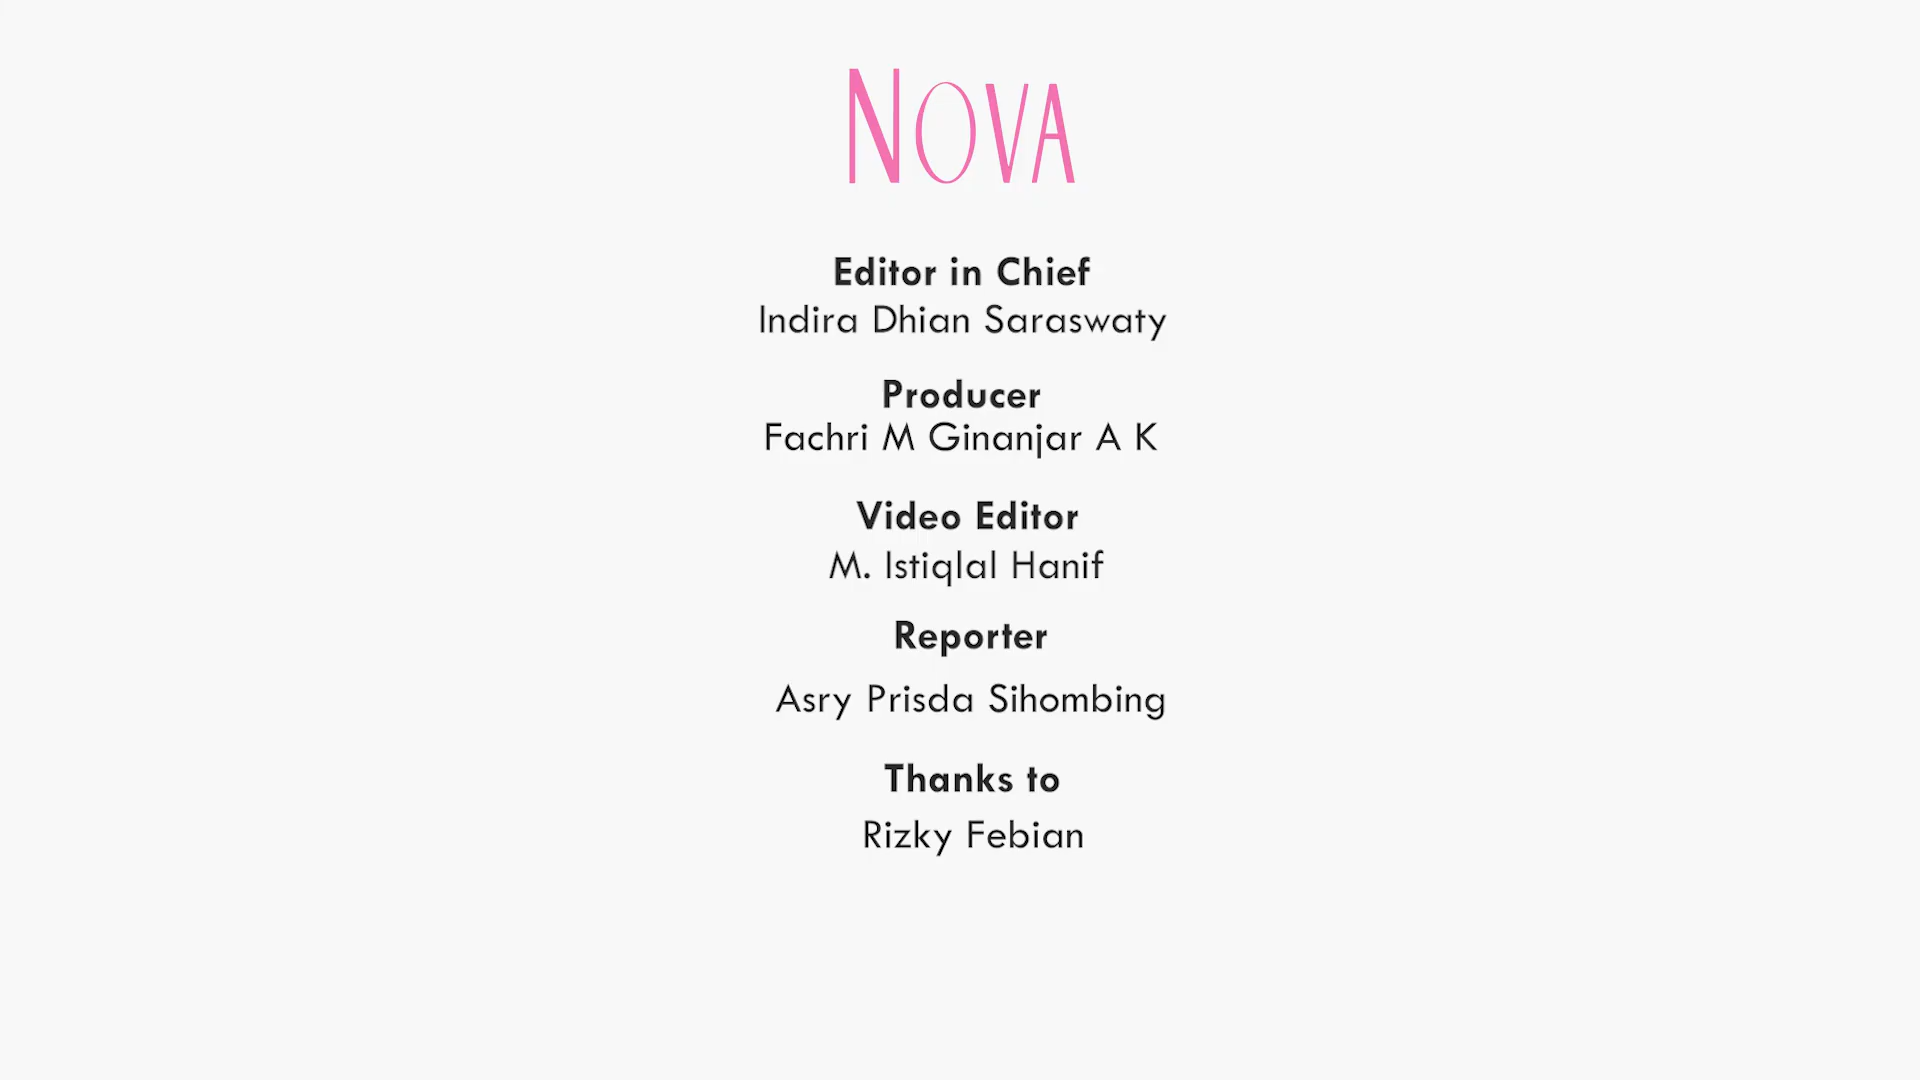 NOVA
Editor in Chief
Indira Dhian Saraswaty
Producer
Fachri M Ginanjar A K
Video Editor
M. Istiqlal Hanif
Reporter
Asry Prisda Sihombing
Thanks to
Rizky Febian